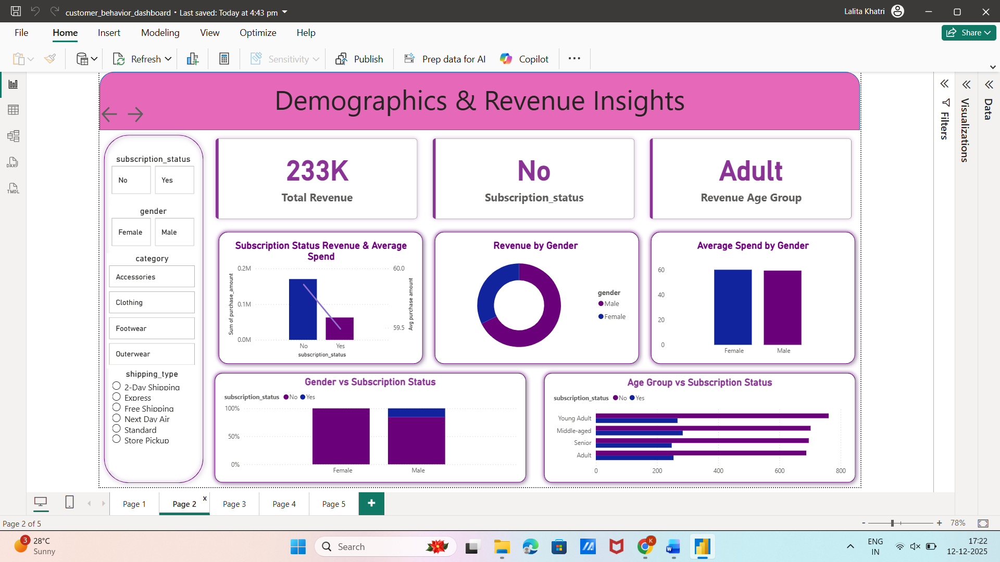 customer_behavior_dashboard • Last saved: Today at 4:43 pm
Lalita Khatri
File Home Insert Modeling View Optimize Help
Share
Refresh Sensitivity Publish Prep data for AI Copilot
DAX
TMDL
Demographics & Revenue Insights
Filters
Visualizations
Data
subscription_status
No Yes
gender
Female Male
category
Accessories
Clothing
Footwear
Outerwear
shipping_type
2-Day Shipping
Express
Free Shipping
Next Day Air
Standard
Store Pickup
233K
Total Revenue
No
Subscription_status
Adult
Revenue Age Group
Subscription Status Revenue & Average
Spend
Sum of purchase_amount
0.2M
0.1M
0.0M
60.0
59.5
Avg purchase amount
No Yes
subscription_status
Revenue by Gender
gender
Male
Female
Average Spend by Gender
60
40
20
0
Female Male
Gender vs Subscription Status
subscription_status No Yes
100%
50%
0%
Female Male
Age Group vs Subscription Status
subscription_status No Yes
Young Adult
Middle-aged
Senior
Adult
0 200 400 600 800
Page 1 Page 2 x Page 3 Page 4 Page 5 +
Page 2 of 5
- + 78%
3
28°C
Sunny
Search
K
W
ENG
IN
17:22
12-12-2025